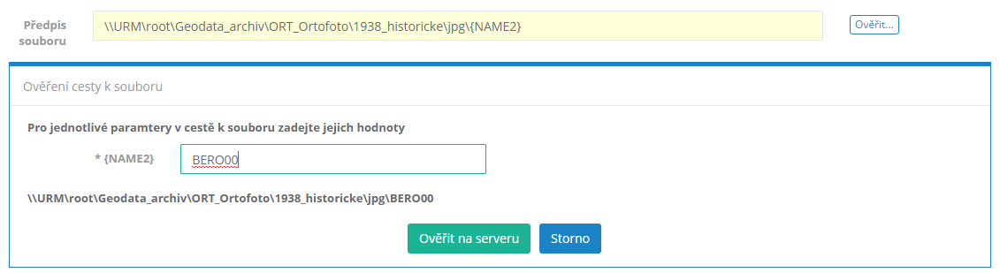 Předpis souboru
\\URM\root\Geodata_archiv\ORT_Ortofoto\1938_historicke\jpg\{NAME2}
Ověřit...
Ověření cesty k souboru
Pro jednotlivé paramtery v cestě k souboru zadejte jejich hodnoty
* {NAME2}
BERO00
\\URM\root\Geodata_archiv\ORT_Ortofoto\1938_historicke\jpg\BERO00
Ověřit na serveru
Storno